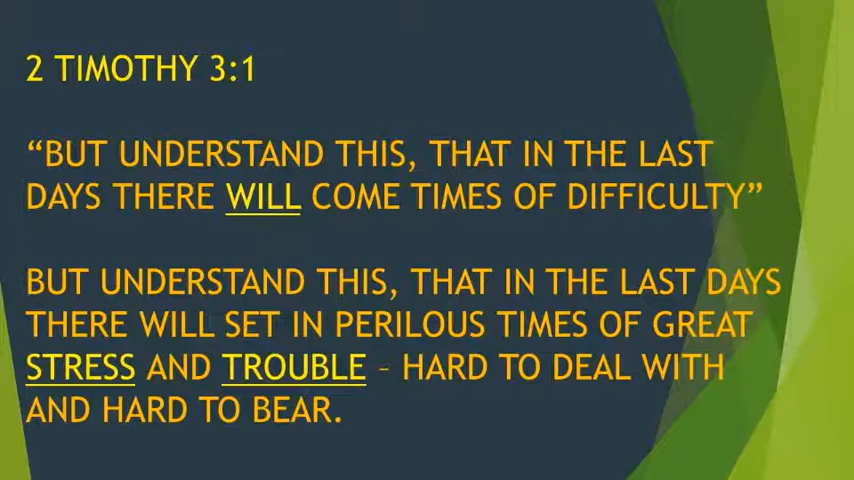 2 TIMOTHY 3:1
“BUT UNDERSTAND THIS, THAT IN THE LAST
DAYS THERE WILL COME TIMES OF DIFFICULTY”
BUT UNDERSTAND THIS, THAT IN THE LAST DAYS
THERE WILL SET IN PERILOUS TIMES OF GREAT
STRESS AND TROUBLE – HARD TO DEAL WITH
AND HARD TO BEAR.